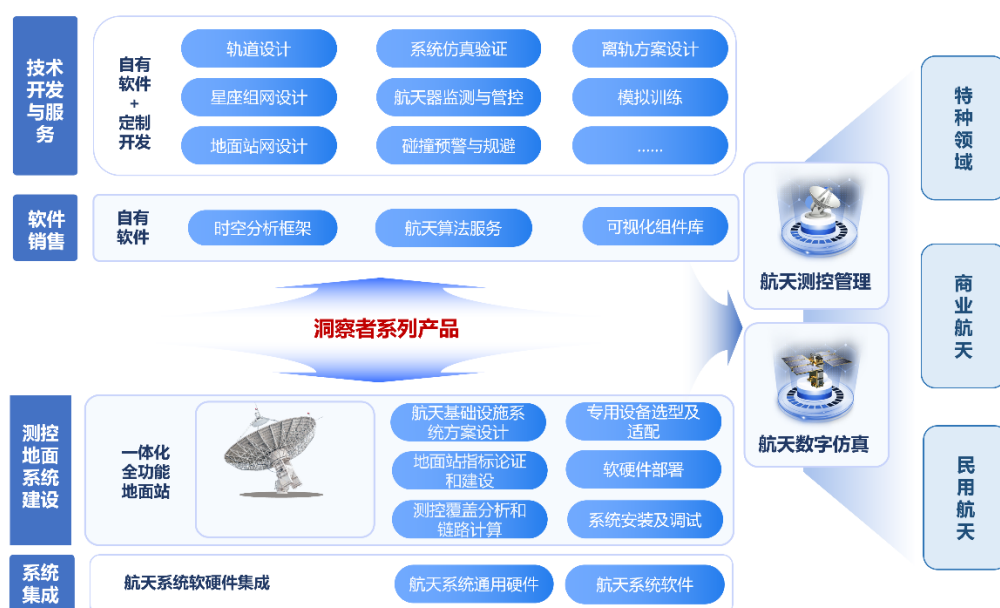 技术
开发
与服
务
自有
软件
+
定制
开发
轨道设计
系统仿真验证
离轨方案设计
星座组网设计
航天器监测与管控
模拟训练
地面站网设计
碰撞预警与规避
......
软件
销售
自有
软件
时空分析框架
航天算法服务
可视化组件库
洞察者系列产品
测控
地面
系统
建设
一体化
全功能
地面站
航天基础设施系
统方案设计
专用设备选型及
适配
地面站指标论证
和建设
软硬件部署
测控覆盖分析和
链路计算
系统安装及调试
系统
集成
航天系统软硬件集成
航天系统通用硬件
航天系统软件
航天测控管理
航天数字仿真
特
种
领
域
商
业
航
天
民
用
航
天